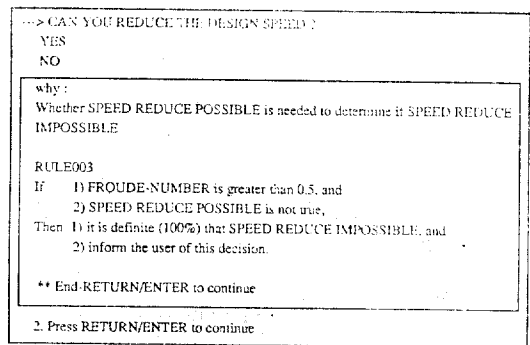 ---> CAN YOU REDUCE THE DESIGN SPEED ?
YES
NO
why :
Whether SPEED REDUCE POSSIBLE is needed to determine if SPEED REDUCE
IMPOSSIBLE
RULE003
If 1) FROUDE-NUMBER is greater than 0.5, and
2) SPEED REDUCE POSSIBLE is not true,
Then 1) it is definite (100%) that SPEED REDUCE IMPOSSIBLE, and
2) inform the user of this decision.
** End-RETURN/ENTER to continue
2. Press RETURN/ENTER to continue